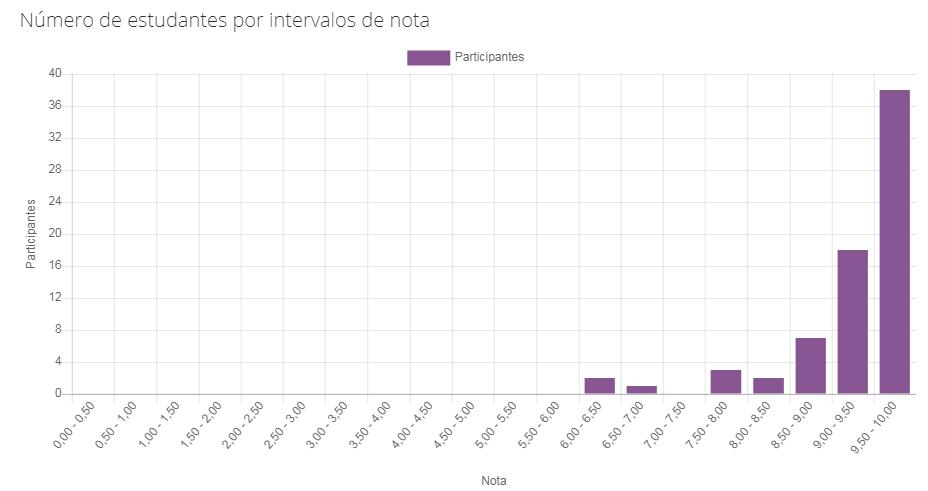 Número de estudantes por intervalos de nota
Participantes
40
36
32
28
24
20
16
12
8
4
0
Participantes
0,00 - 0,50
0,50 - 1,00
1,00 - 1,50
1,50 - 2,00
2,00 - 2,50
2,50 - 3,00
3,00 - 3,50
3,50 - 4,00
4,00 - 4,50
4,50 - 5,00
5,00 - 5,50
5,50 - 6,00
6,00 - 6,50
6,50 - 7,00
7,00 - 7,50
7,50 - 8,00
8,00 - 8,50
8,50 - 9,00
9,00 - 9,50
9,50 - 10,00
Nota